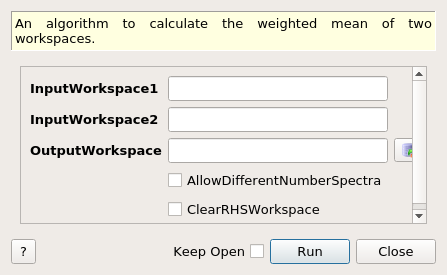 An algorithm to calculate the weighted mean of two
workspaces.
InputWorkspace1
InputWorkspace2
OutputWorkspace
AllowDifferentNumberSpectra
ClearRHSWorkspace
? Keep Open Run Close